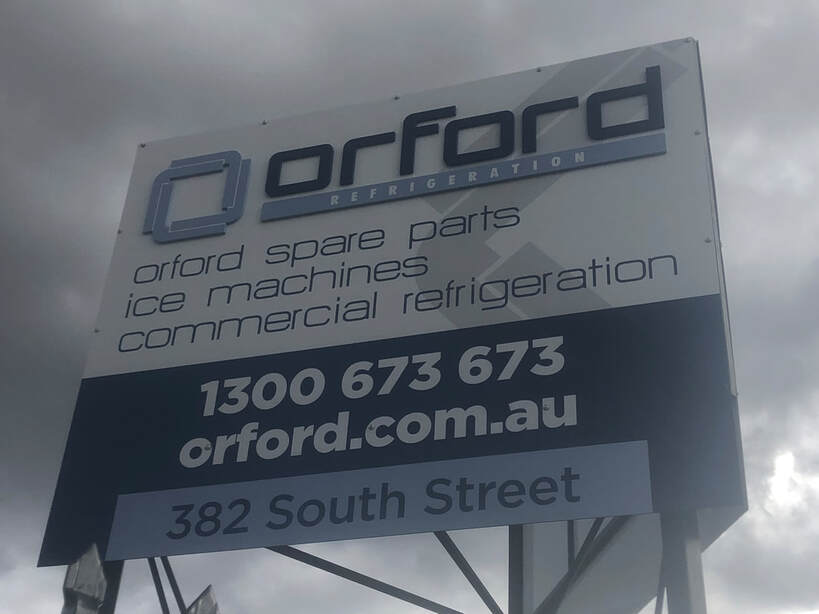 orford
REFRIGERATION
orford spare parts
ice machines
commercial refrigeration
1300 673 673
orford.com.au
382 South Street